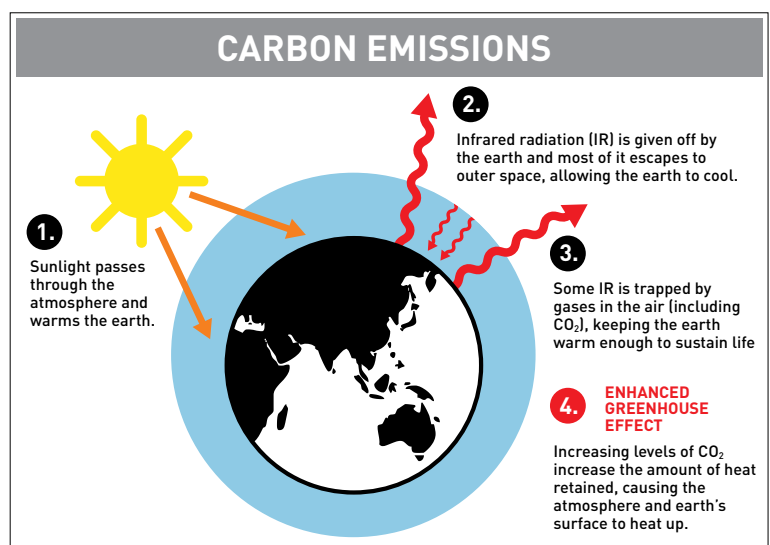 CARBON EMISSIONS
1.
Sunlight passes
through the
atmosphere and
warms the earth.
2.
Infrared radiation (IR) is given off by
the earth and most of it escapes to
outer space, allowing the earth to cool.
3.
Some IR is trapped by
gases in the air (including
CO₂), keeping the earth
warm enough to sustain life
4.
ENHANCED
GREENHOUSE
EFFECT
Increasing levels of CO₂
increase the amount of heat
retained, causing the
atmosphere and earth's
surface to heat up.